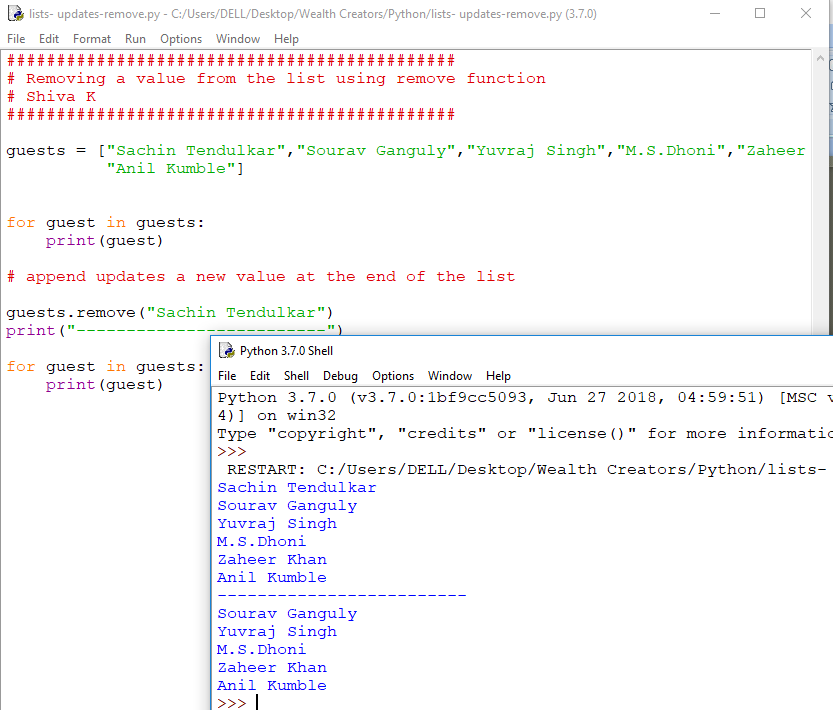 lists- updates-remove.py - C:/Users/DELL/Desktop/Wealth Creators/Python/lists- updates-remove.py (3.7.0)
File Edit Format Run Options Window Help
#############################################
# Removing a value from the list using remove function
# Shiva K
#############################################
guests = ["Sachin Tendulkar","Sourav Ganguly","Yuvraj Singh","M.S.Dhoni","Zaheer
"Anil Kumble"]
for guest in guests:
print(guest)
# append updates a new value at the end of the list
guests.remove("Sachin Tendulkar")
print("-------------------------")
for guest in guests:
print(guest)
Python 3.7.0 Shell
File Edit Shell Debug Options Window Help
Python 3.7.0 (v3.7.0:1bf9cc5093, Jun 27 2018, 04:59:51) [MSC v
4)] on win32
Type "copyright", "credits" or "license()" for more informatio
>>>
RESTART: C:/Users/DELL/Desktop/Wealth Creators/Python/lists-
Sachin Tendulkar
Sourav Ganguly
Yuvraj Singh
M.S.Dhoni
Zaheer Khan
Anil Kumble
-------------------------
Sourav Ganguly
Yuvraj Singh
M.S.Dhoni
Zaheer Khan
Anil Kumble
>>>